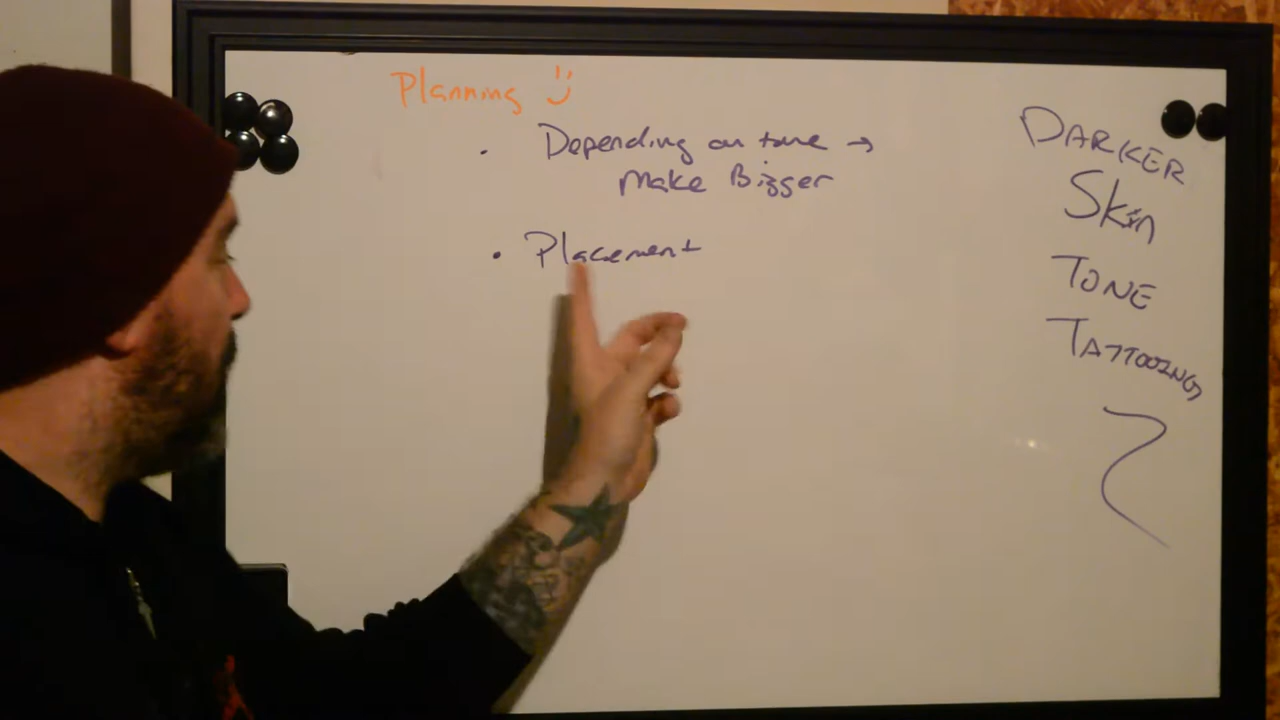 Planning :)
• Depending on tone →
Make Bigger
• Placement
DARKER
Skin
TONE
TATTOOING